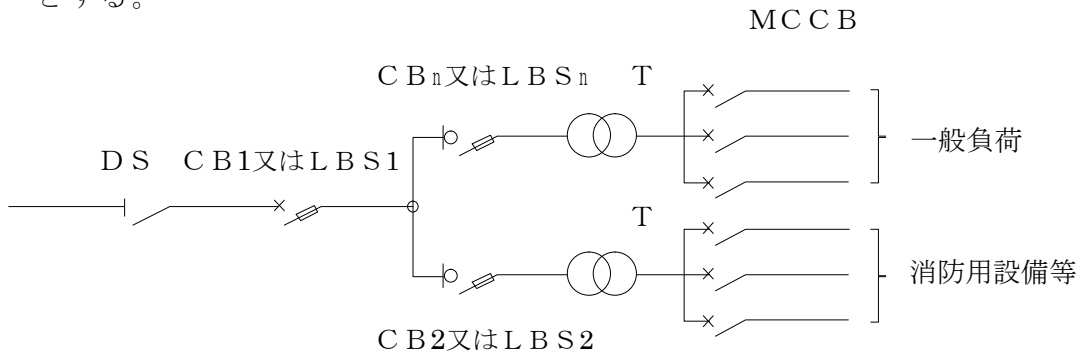 とする。
MCCB
CBn又はLBSn T
一般負荷
DS CB1又はLBS1
T
消防用設備等
CB2又はLBS2